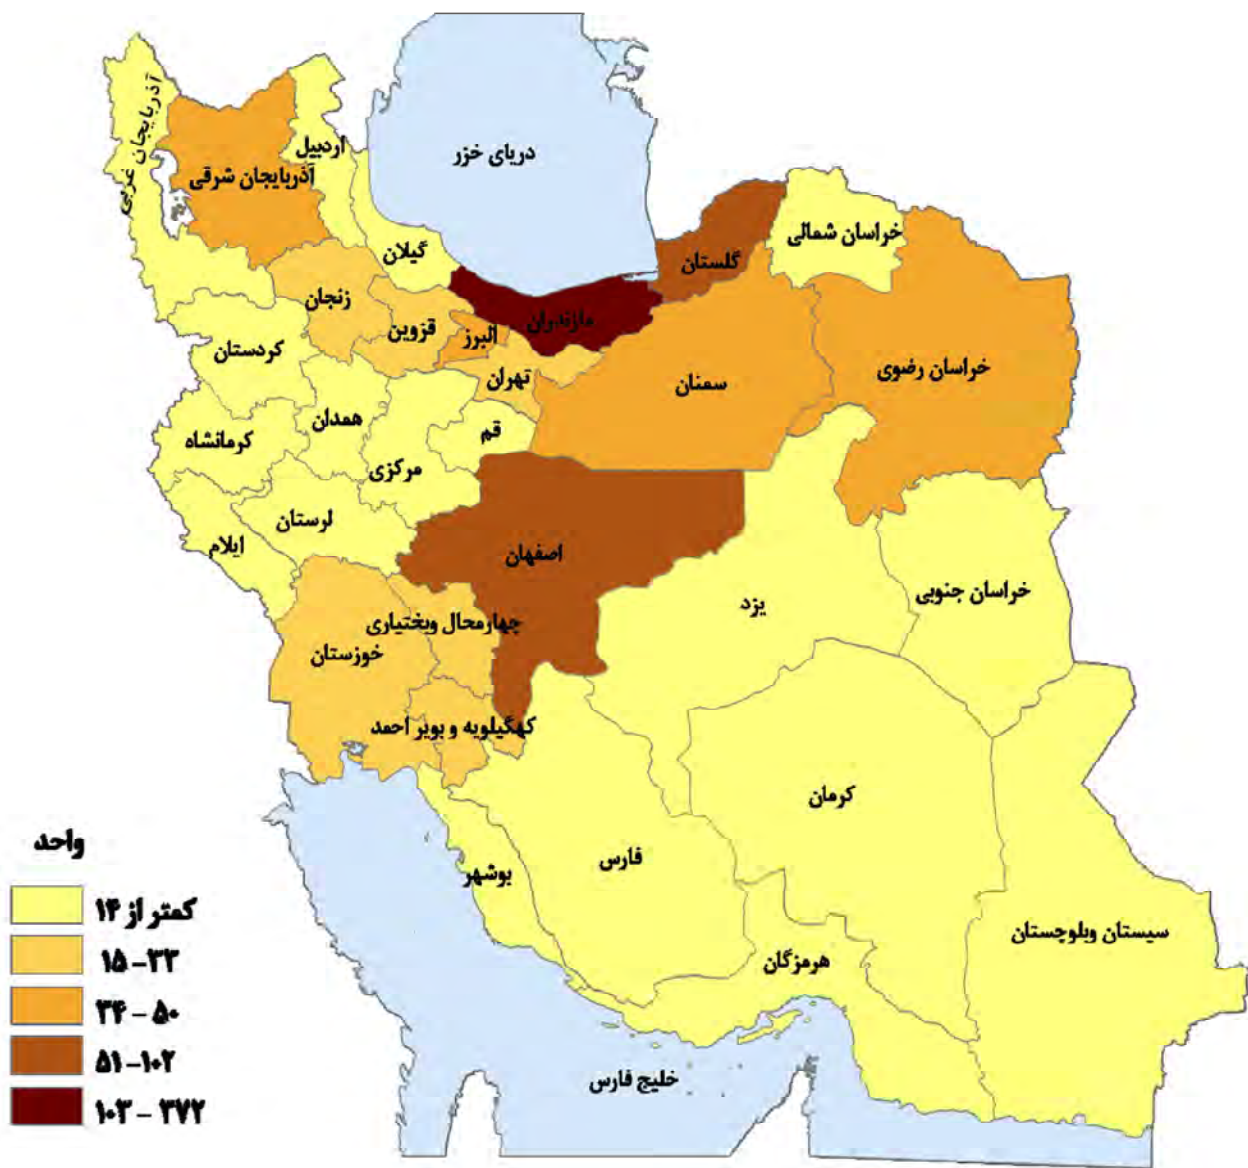 آذربایجان غربی
اردبیل
دریای خزر
آذربایجان شرقی
خراسان شمالی
گیلان
گلستان
زنجان
مازندران
قزوین
البرز
کردستان
تهران
سمنان
خراسان رضوی
همدان
قم
کرمانشاه
مرکزی
لرستان
ایلام
اصفهان
خراسان جنوبی
یزد
چهارمحال وبختیاری
خوزستان
کهگیلویه و بویر احمد
کرمان
فارس
بوشهر
سیستان وبلوچستان
هرمزگان
خلیج فارس
واحد
کمتر از ۱۴
۱۵-۳۳
۳۴ - ۵۰
۵۱-۱۰۲
۱۰۳ - ۳۷۲